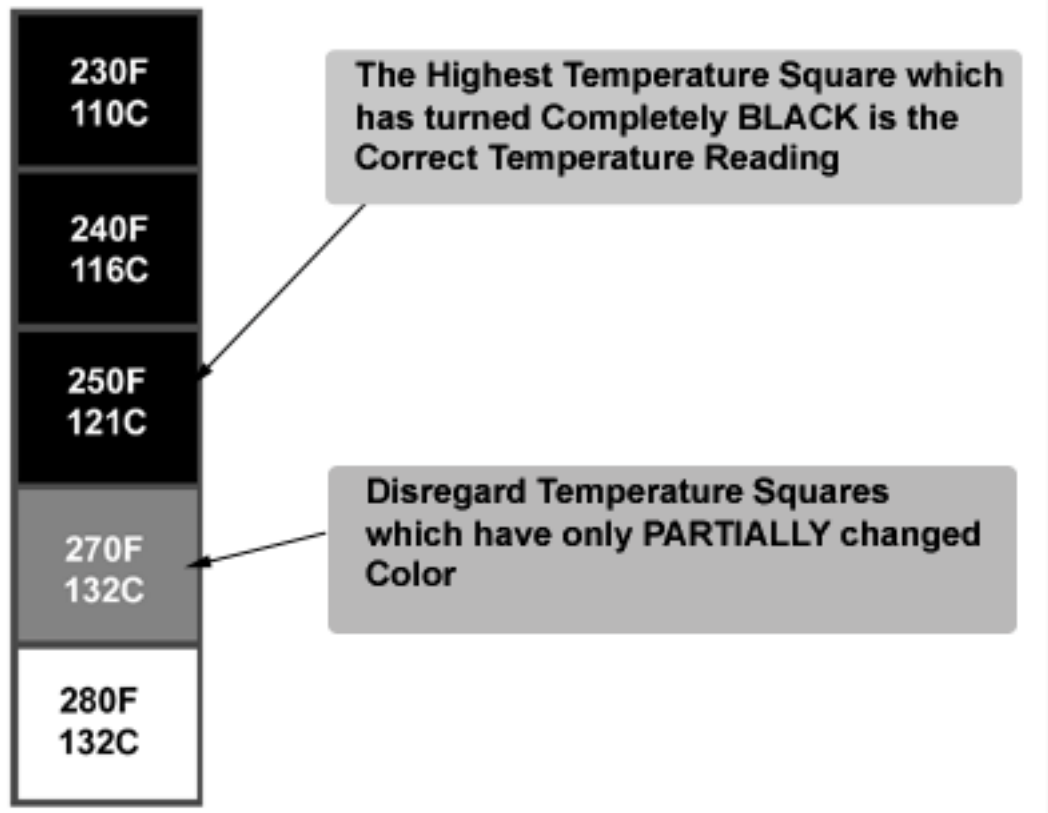 230F
110C
240F
116C
250F
121C
270F
132C
280F
132C
The Highest Temperature Square which
has turned Completely BLACK is the
Correct Temperature Reading
Disregard Temperature Squares
which have only PARTIALLY changed
Color